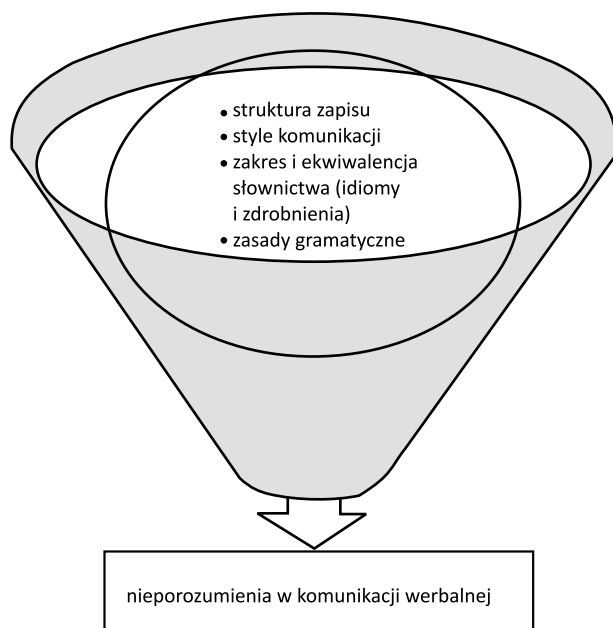 • struktura zapisu
• style komunikacji
• zakres i ekwiwalencja
słownictwa (idiomy
i zdrobnienia)
• zasady gramatyczne
nieporozumienia w komunikacji werbalnej